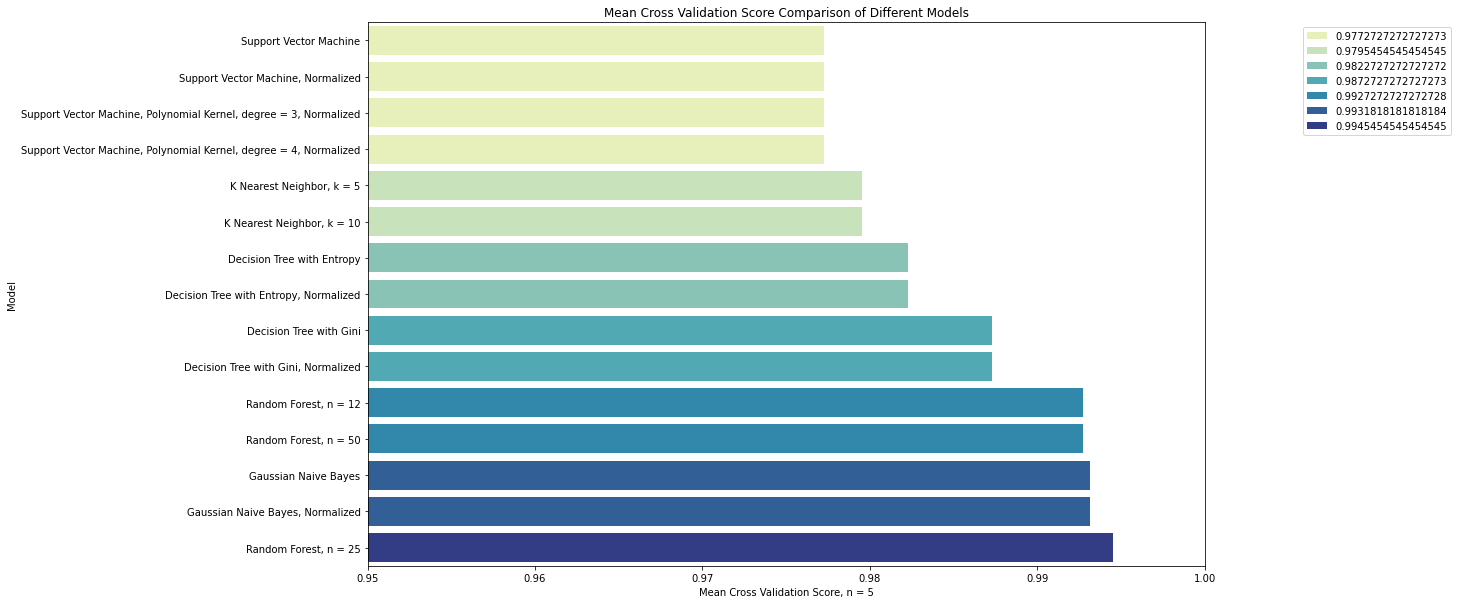 Mean Cross Validation Score Comparison of Different Models
Model
Support Vector Machine
Support Vector Machine, Normalized
Support Vector Machine, Polynomial Kernel, degree = 3, Normalized
Support Vector Machine, Polynomial Kernel, degree = 4, Normalized
K Nearest Neighbor, k = 5
K Nearest Neighbor, k = 10
Decision Tree with Entropy
Decision Tree with Entropy, Normalized
Decision Tree with Gini
Decision Tree with Gini, Normalized
Random Forest, n = 12
Random Forest, n = 50
Gaussian Naive Bayes
Gaussian Naive Bayes, Normalized
Random Forest, n = 25
0.95 0.96 0.97 0.98 0.99 1.00
Mean Cross Validation Score, n = 5
0.9772727272727273
0.9795454545454545
0.9822727272727272
0.9872727272727273
0.9927272727272728
0.9931818181818184
0.9945454545454545